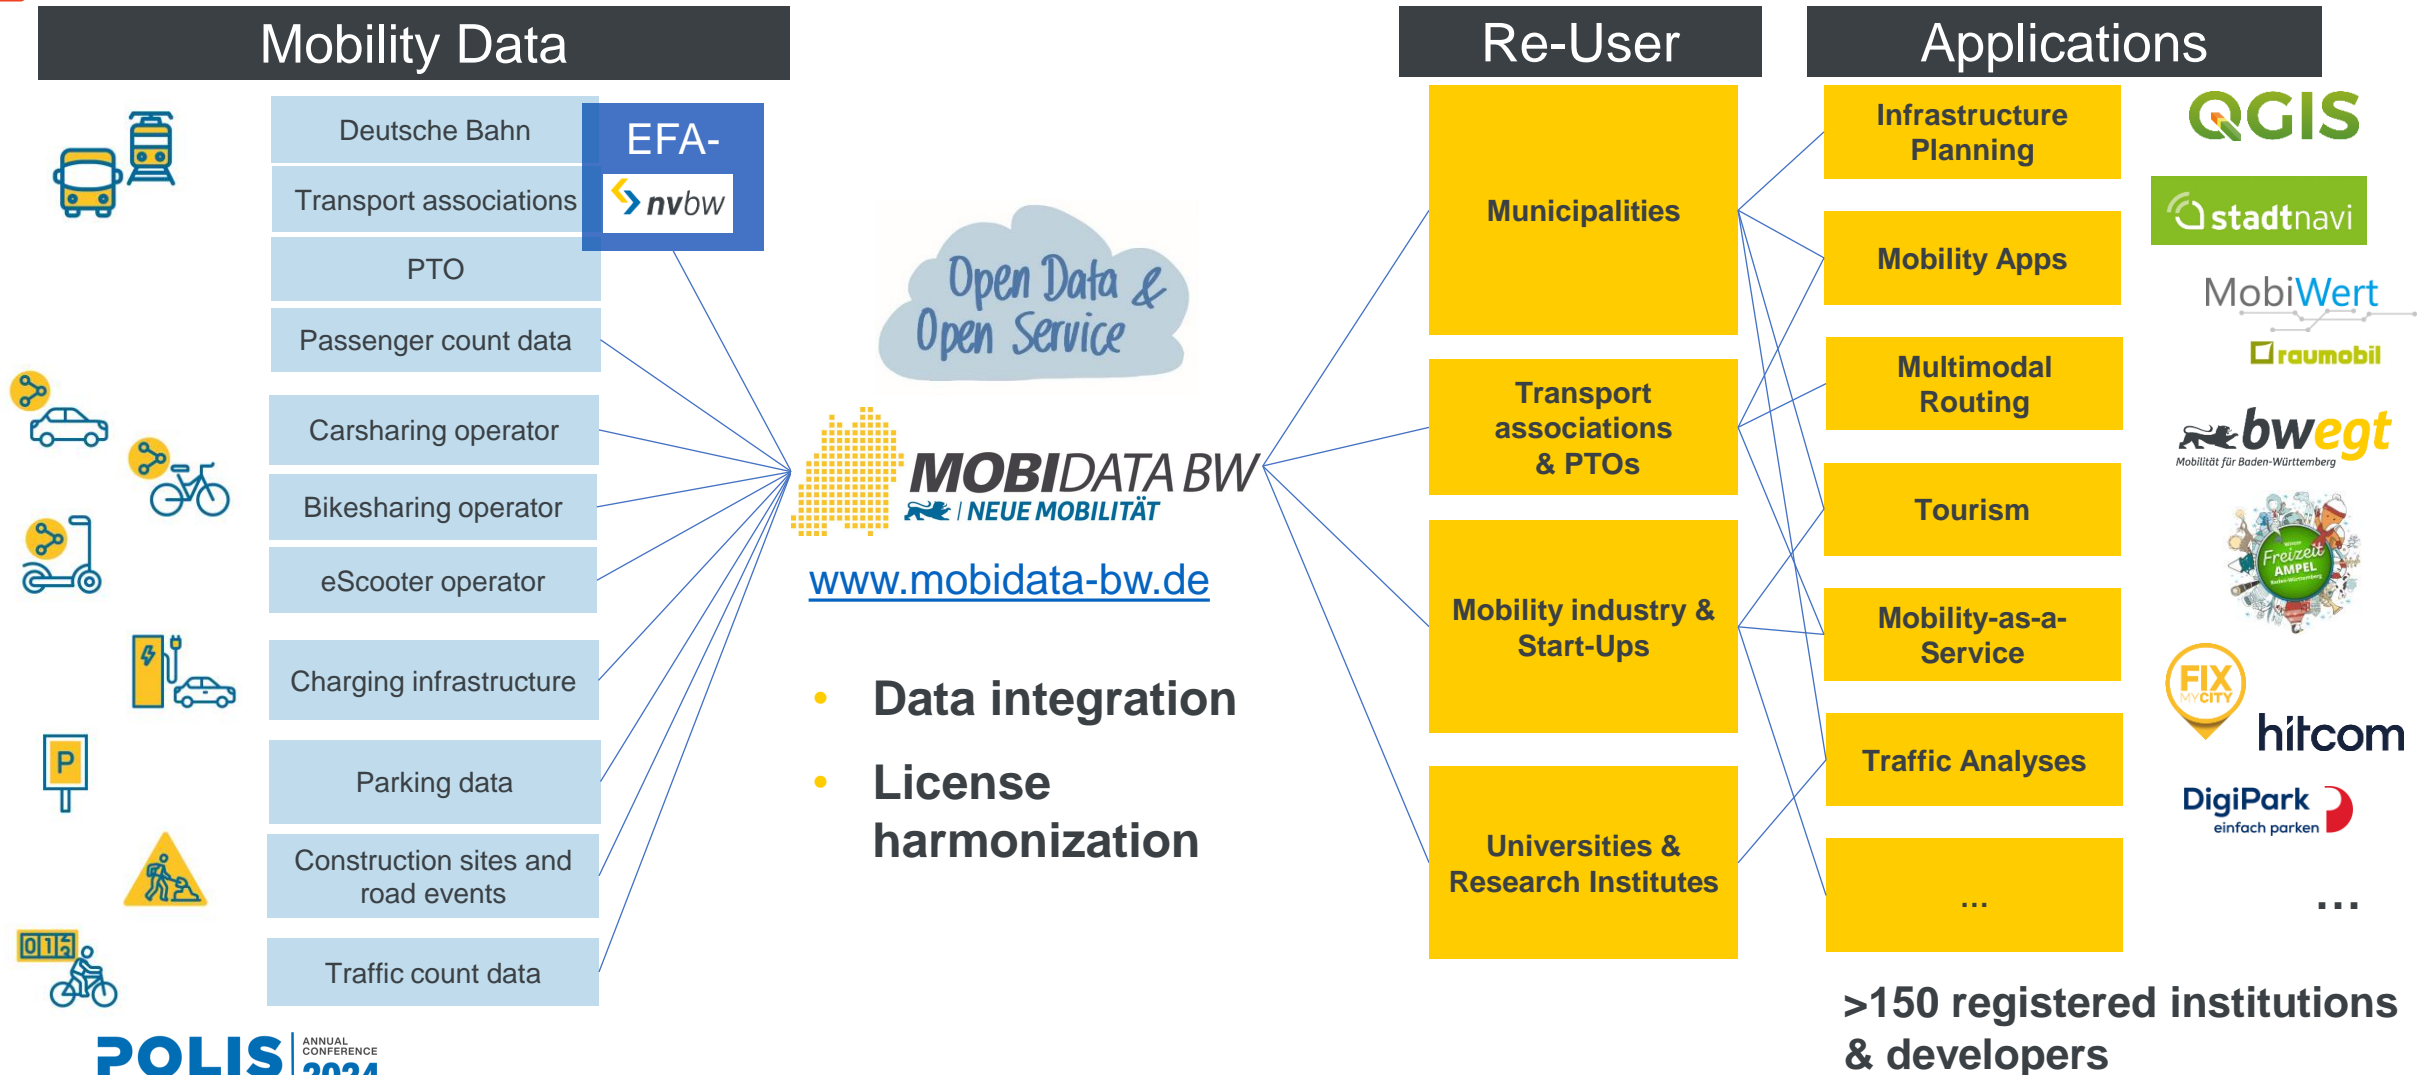 Mobility Data
Re-User
Applications
Deutsche Bahn
Transport associations
PTO
Passenger count data
Carsharing operator
Bikesharing operator
eScooter operator
Charging infrastructure
P
Parking data
Construction sites and
road events
Traffic count data
EFA-
nvbw
Open Data &
Open Service
MOBIDATA BW
NEUE MOBILITÄT
www.mobidata-bw.de
• Data integration
• License
harmonization
Municipalities
Transport
associations
& PTOs
Mobility industry &
Start-Ups
Universities &
Research Institutes
Infrastructure
Planning
Mobility Apps
Multimodal
Routing
Tourism
Mobility-as-a-
Service
Traffic Analyses
...
QGIS
stadtnavi
MobiWert
raumobil
bwegt
Mobilität für Baden-Württemberg
Freizeit
AMPEL
Baden-Württemberg
FIX
MYCITY
hitcom
DigiPark
einfach parken
...
>150 registered institutions
& developers
POLIS
ANNUAL
CONFERENCE
2024